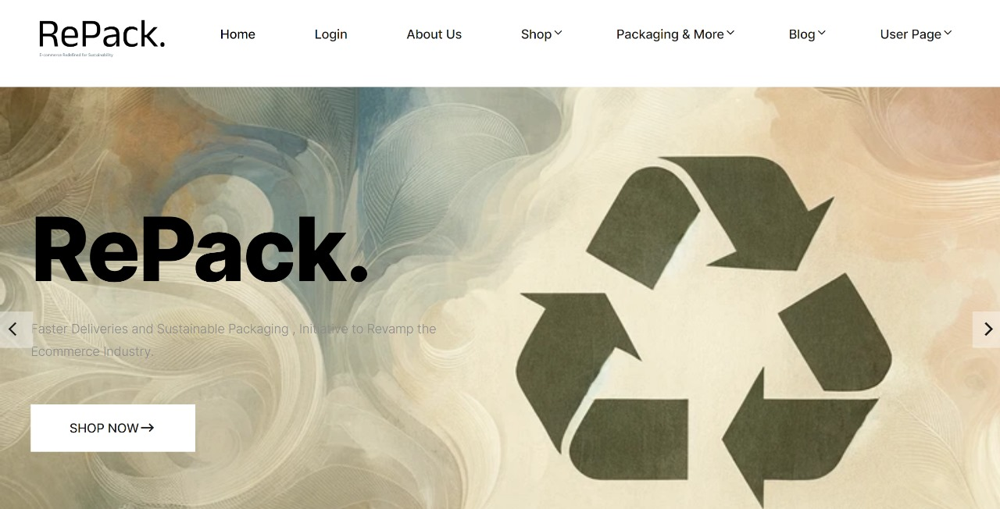 RePack.
E-commerce Redefined for Sustainability
Home Login About Us Shop Packaging & More Blog User Page
RePack.
Faster Deliveries and Sustainable Packaging , Initiative to Revamp the
Ecommerce Industry.
SHOP NOW→